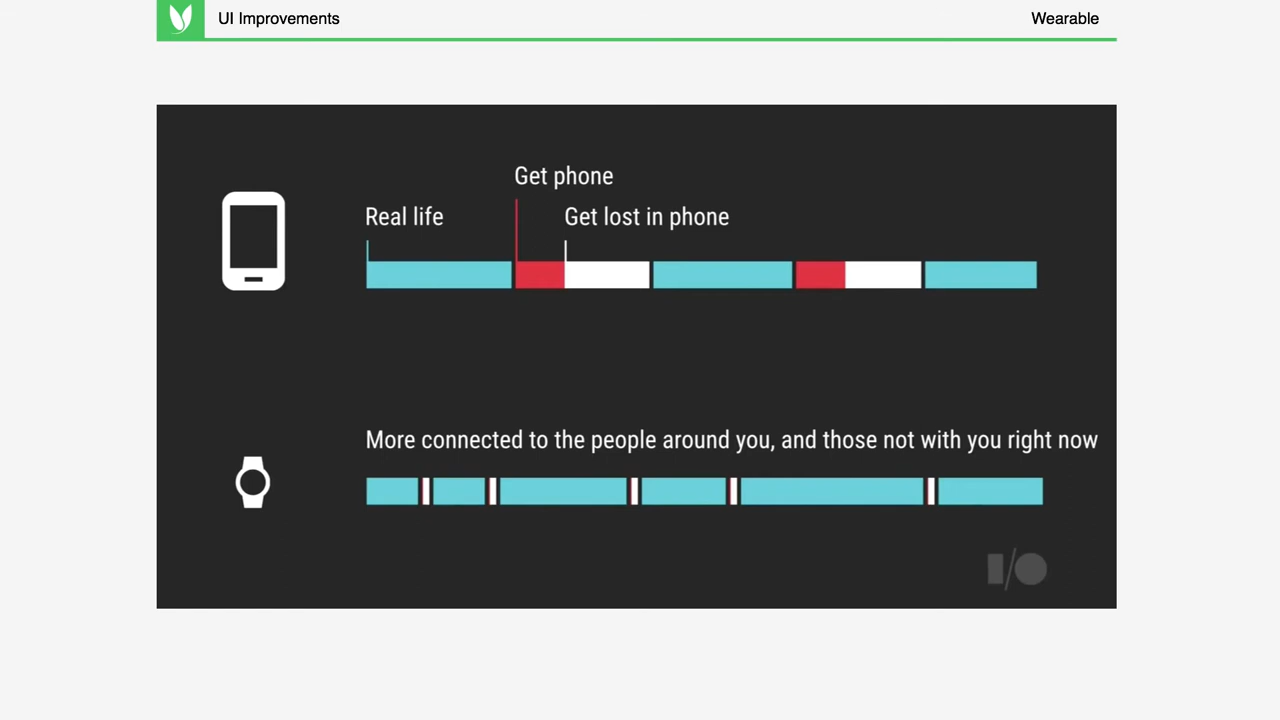 UI Improvements
Wearable
Get phone
Real life
Get lost in phone
More connected to the people around you, and those not with you right now
I/O